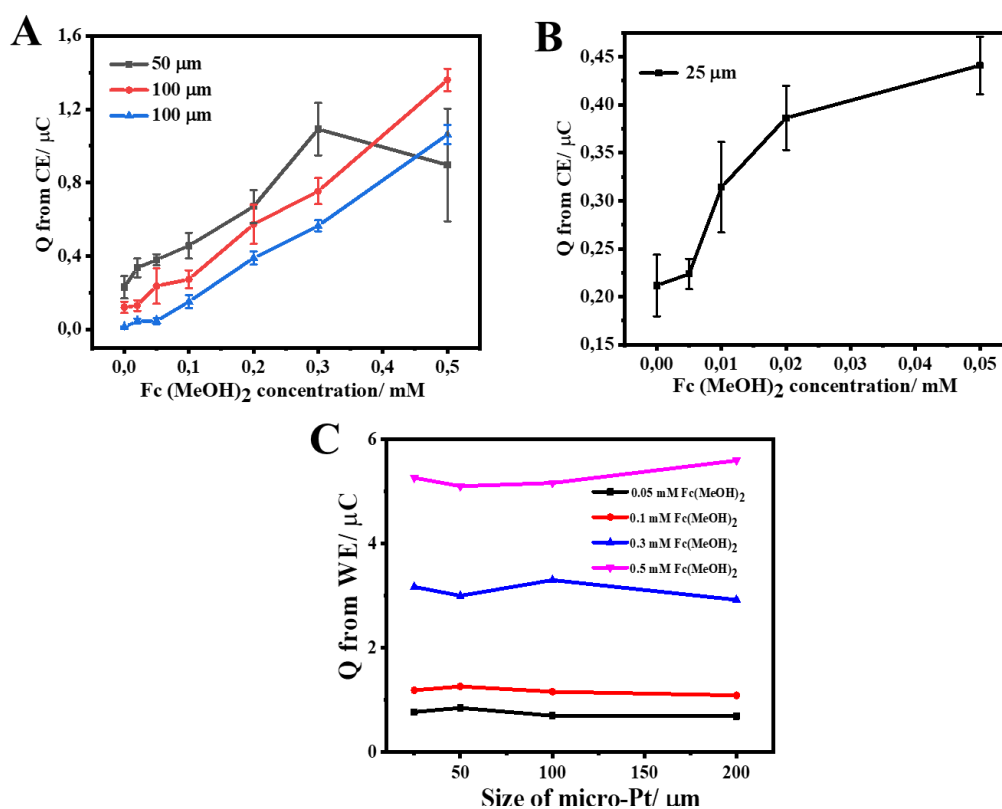 A
1,6
1,2
0,8
0,4
0,0
Q from CE/ μC
50 μm
100 μm
100 μm
0,0 0,1 0,2 0,3 0,4 0,5
Fc (MeOH)2 concentration/ mM
B
0,45
0,40
0,35
0,30
0,25
0,20
0,15
Q from CE/ μC
25 μm
0,00 0,01 0,02 0,03 0,04 0,05
Fc (MeOH)2 concentration/ mM
C
6
4
2
0
Q from WE/ μC
0.05 mM Fc(MeOH)2
0.1 mM Fc(MeOH)2
0.3 mM Fc(MeOH)2
0.5 mM Fc(MeOH)2
50 100 150 200
Size of micro-Pt/ μm